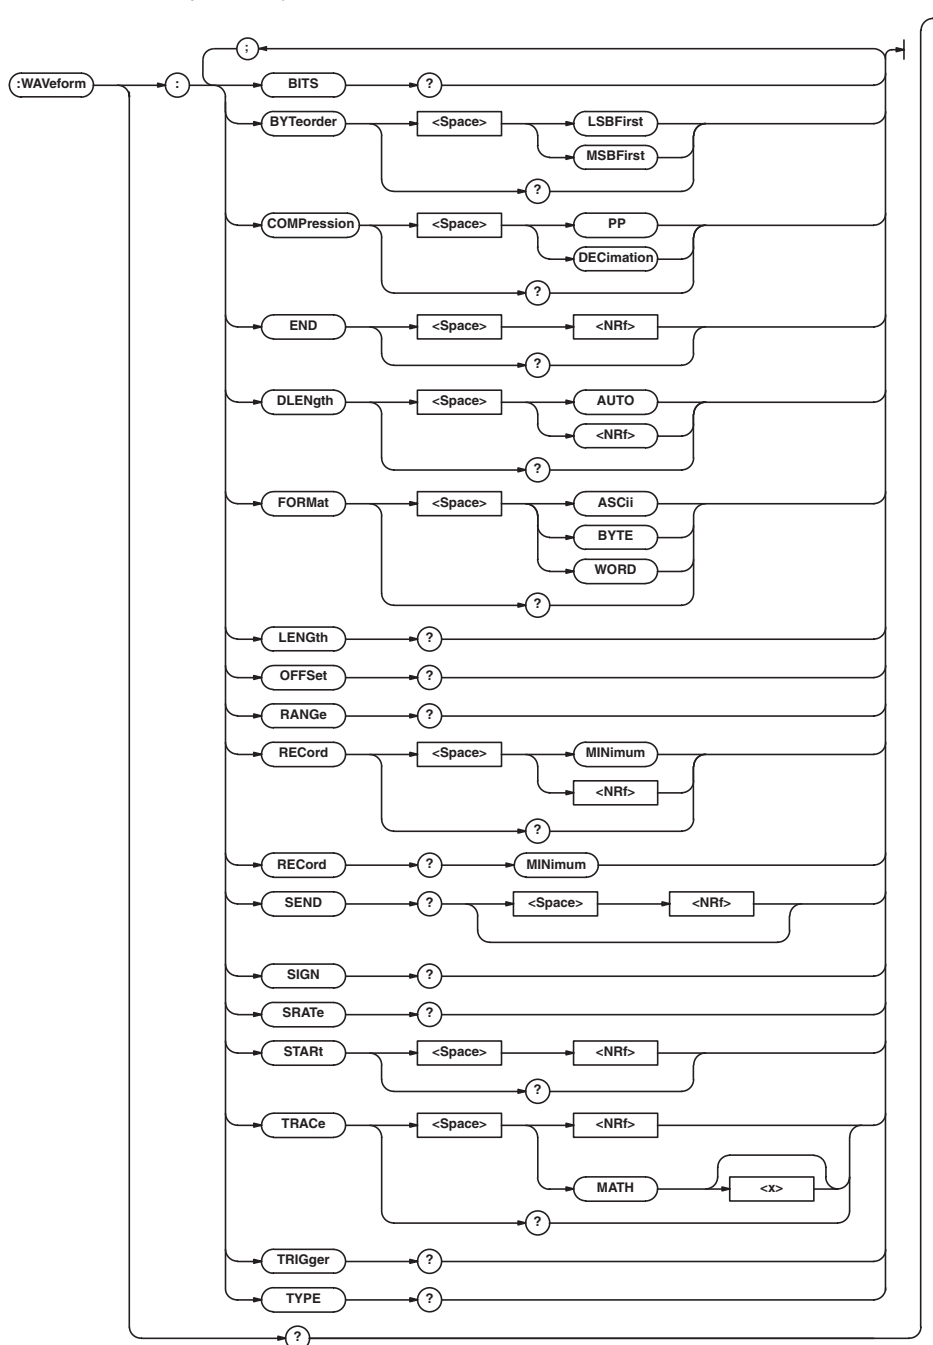 ;
:WAVeform : BITS ?
BYTeorder <Space> LSBFirst
MSBFirst
?
COMPression <Space> PP
DECimation
?
END <Space> <NRf>
?
DLENgth <Space> AUTO
<NRf>
?
FORMat <Space> ASCii
BYTE
WORD
?
LENGth ?
OFFSet ?
RANGe ?
RECord <Space> MINimum
<NRf>
?
RECord ? MINimum
SEND ? <Space> <NRf>
SIGN ?
SRATe ?
STARt <Space> <NRf>
?
TRACe <Space> <NRf>
MATH <x>
?
TRIGger ?
TYPE ?
?